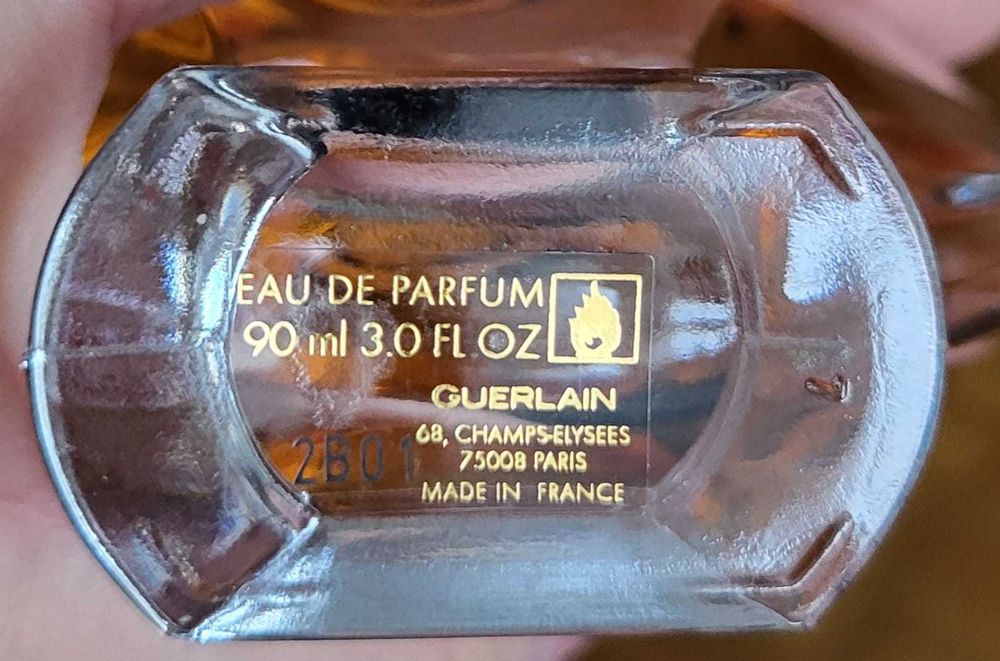 EAU DE PARFUM
90 ml 3.0 FL OZ
GUERLAIN
68, CHAMPS-ELYSEES
75008 PARIS
MADE IN FRANCE
2B01